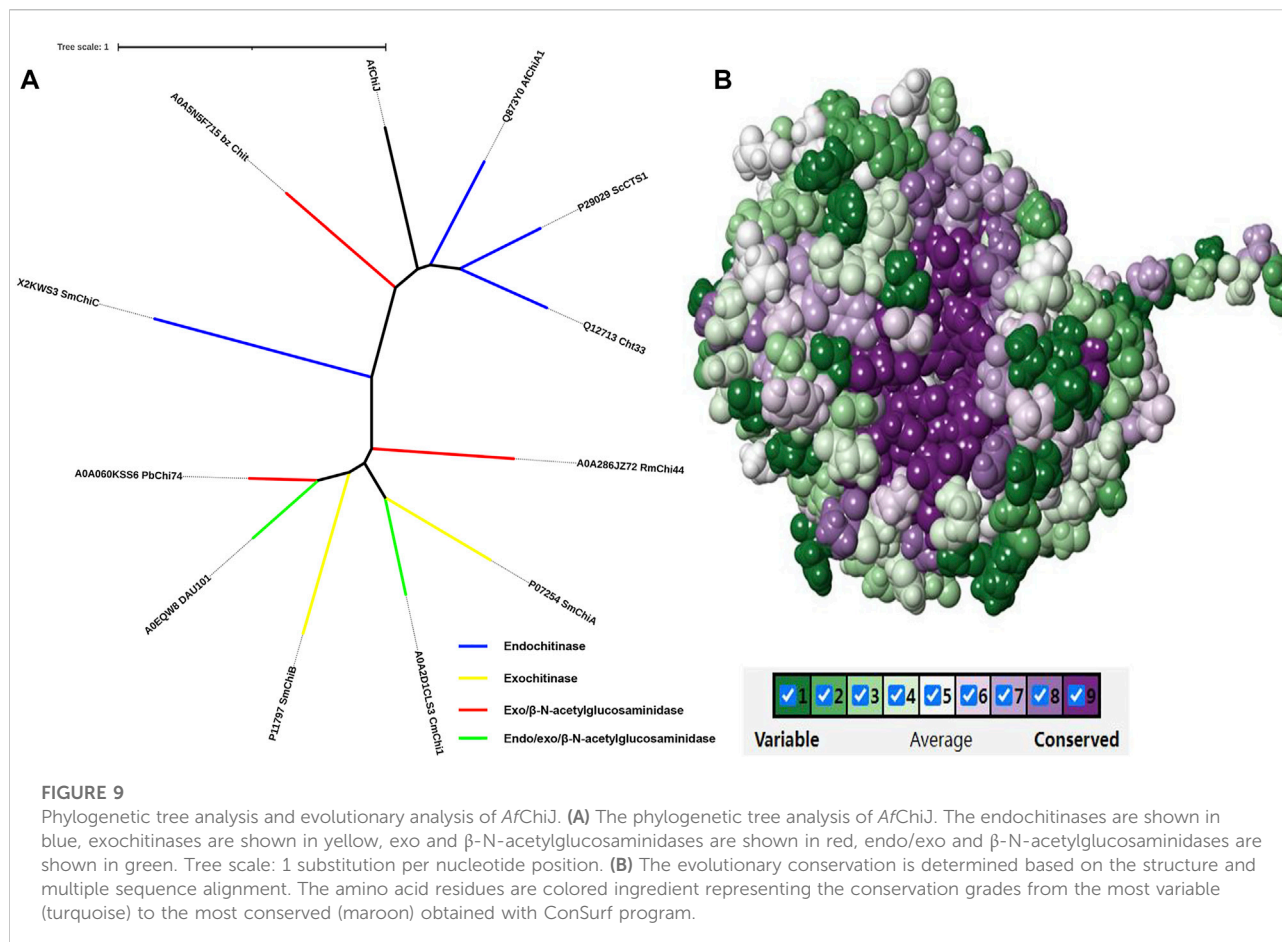 Tree scale: 1
A
B
AfChiJ
Q873Y0 AfChiA1
A0A5N5F715 bz Chit
P29029 ScCTS1
X2KWS3 SmChiC
Q12713 Cht33
A0A286JZ72 RmChi44
A0A060KSS6 PbChi74
A0EQW8 DAU101
P07254 SmChiA
P11797 SmChiB
A0A2D1CLS3 CmChi1
Endochitinase
Exochitinase
Exo/β-N-acetylglucosaminidase
Endo/exo/β-N-acetylglucosaminidase
1 2 3 4 5 6 7 8 9
Variable Average Conserved
FIGURE 9
Phylogenetic tree analysis and evolutionary analysis of AfChiJ. (A) The phylogenetic tree analysis of AfChiJ. The endochitinases are shown in
blue, exochitinases are shown in yellow, exo and β-N-acetylglucosaminidases are shown in red, endo/exo and β-N-acetylglucosaminidases are
shown in green. Tree scale: 1 substitution per nucleotide position. (B) The evolutionary conservation is determined based on the structure and
multiple sequence alignment. The amino acid residues are colored ingredient representing the conservation grades from the most variable
(turquoise) to the most conserved (maroon) obtained with ConSurf program.